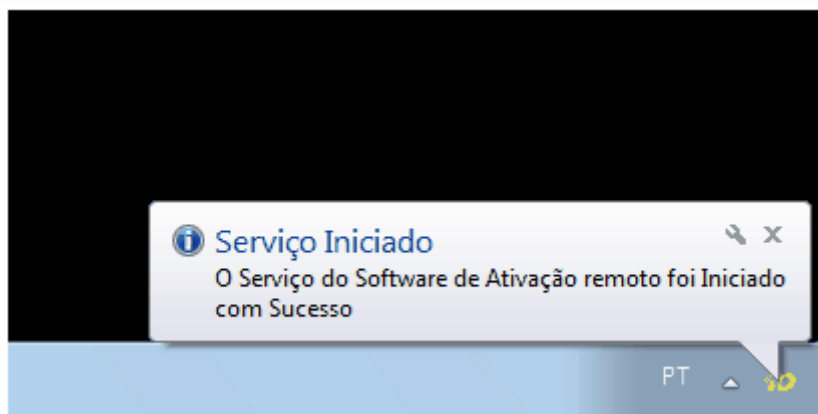 Serviço Iniciado
O Serviço do Software de Ativação remoto foi Iniciado
com Sucesso
PT